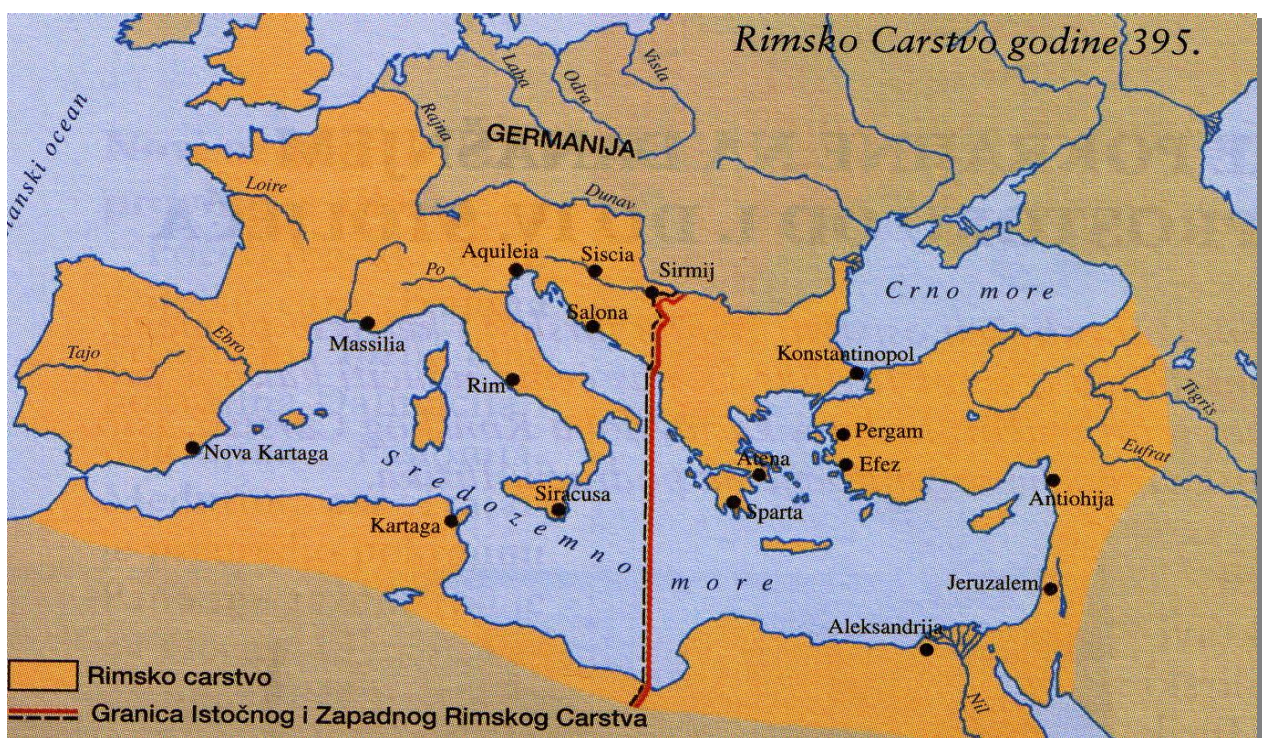 Rimsko Carstvo godine 395.
Visla
Laba
Odra
Rajna
GERMANIJA
Loire
Dunav
Aquileia
Siscia
Po
Sirmij
Crno more
Salona
Massilia
Ebro
Tajo
Konstantinopol
Rim
Tigris
Pergam
Nova Kartaga
Eufrat
Atena
Efez
Sredozemno more
Siracusa
Antiohija
Sparta
Kartaga
Jeruzalem
Aleksandrija
Nil
Rimsko carstvo
Granica Istočnog i Zapadnog Rimskog Carstva